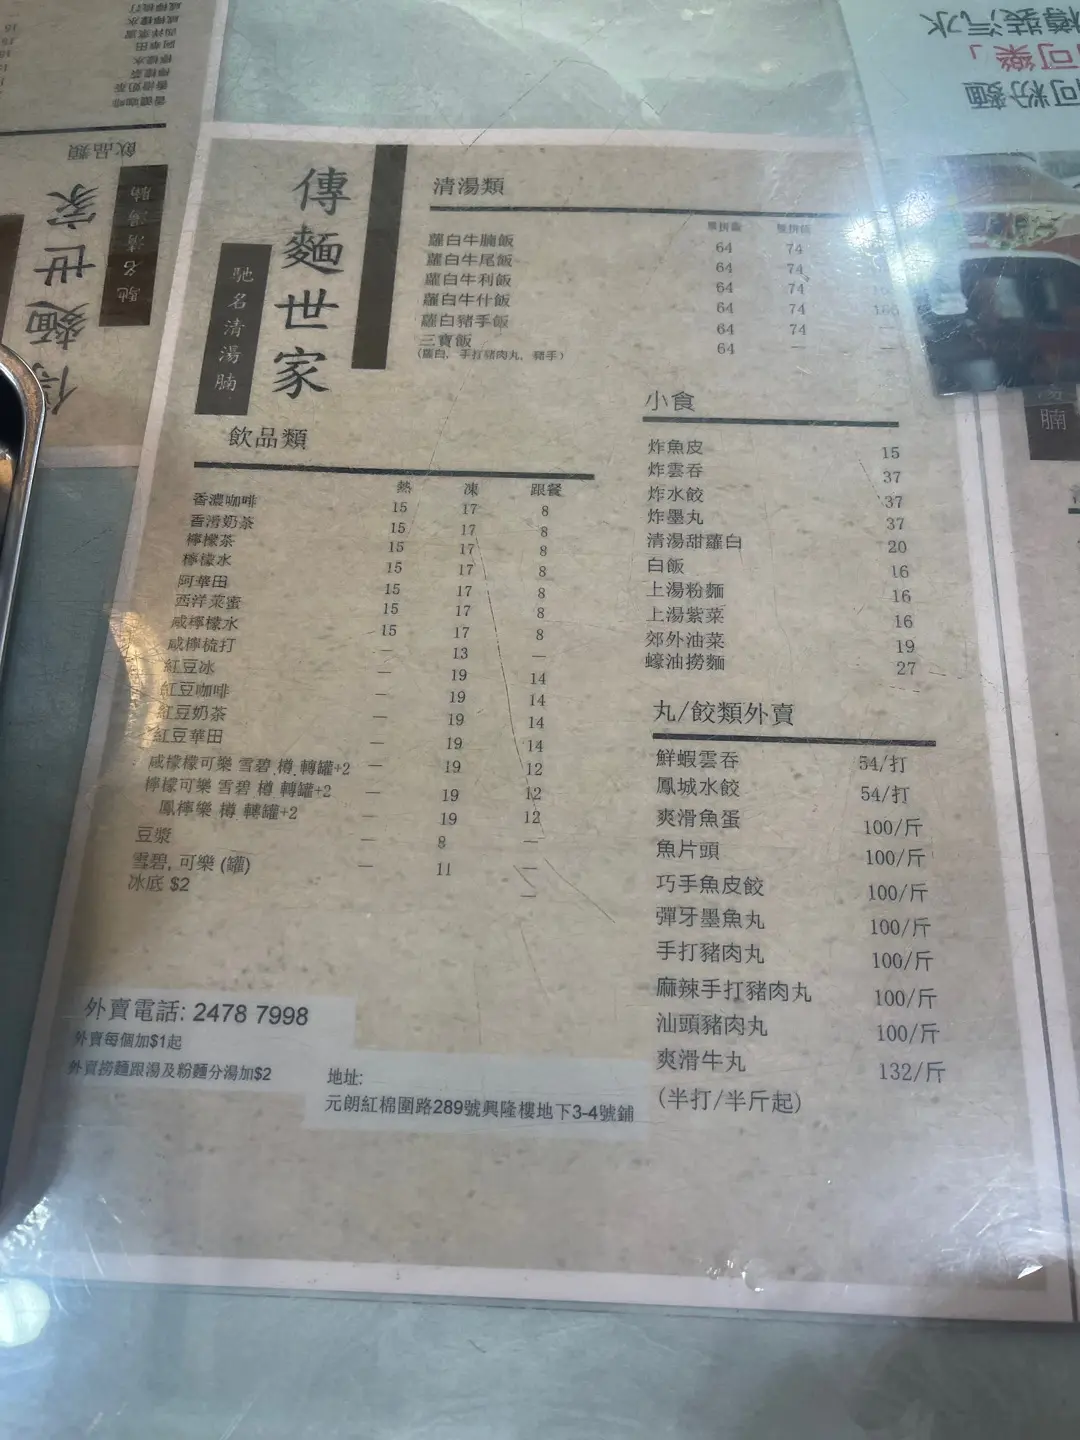 傳麵世家
馳名清湯腩
清湯類
蘿白牛腩飯 64 74
蘿白牛尾飯 64 74
蘿白牛利飯 64 74
蘿白牛什飯 64 74
蘿白豬手飯 64 74 —
三寶飯 64 — —
(蘿白、手打豬肉丸、豬手)
飲品類
熱 凍 跟餐
香濃咖啡 15 17 8
香滑奶茶 15 17 8
檸檬茶 15 17 8
檸檬水 15 17 8
阿華田 15 17 8
西洋菜蜜 15 17 8
咸檸檬水 15 17 8
咸檸梳打 — 13 —
紅豆冰 — 19 14
紅豆咖啡 — 19 14
紅豆奶茶 — 19 14
紅豆華田 — 19 14
咸檬檬可樂 雪碧 樽 轉罐+2 — 19 12
檸檬可樂 雪碧 樽 轉罐+2 — 19 12
鳳檸樂 樽 轉罐+2 — 19 12
豆漿 — 8 —
雪碧, 可樂 (罐) — 11 —
冰底 $2 —
小食
炸魚皮 15
炸雲吞 37
炸水餃 37
炸墨丸 37
清湯甜蘿白 20
白飯 16
上湯粉麵 16
上湯紫菜 16
郊外油菜 19
蠔油撈麵 27
丸/餃類外賣
鮮蝦雲吞 54/打
鳳城水餃 54/打
爽滑魚蛋 100/斤
魚片頭 100/斤
巧手魚皮餃 100/斤
彈牙墨魚丸 100/斤
手打豬肉丸 100/斤
麻辣手打豬肉丸 100/斤
汕頭豬肉丸 100/斤
爽滑牛丸 132/斤
(半打/半斤起)
外賣電話: 2478 7998
外賣每個加$1起
外賣撈麵跟湯及粉麵分湯加$2
地址:
元朗紅棉圍路289號興隆樓地下3-4號鋪